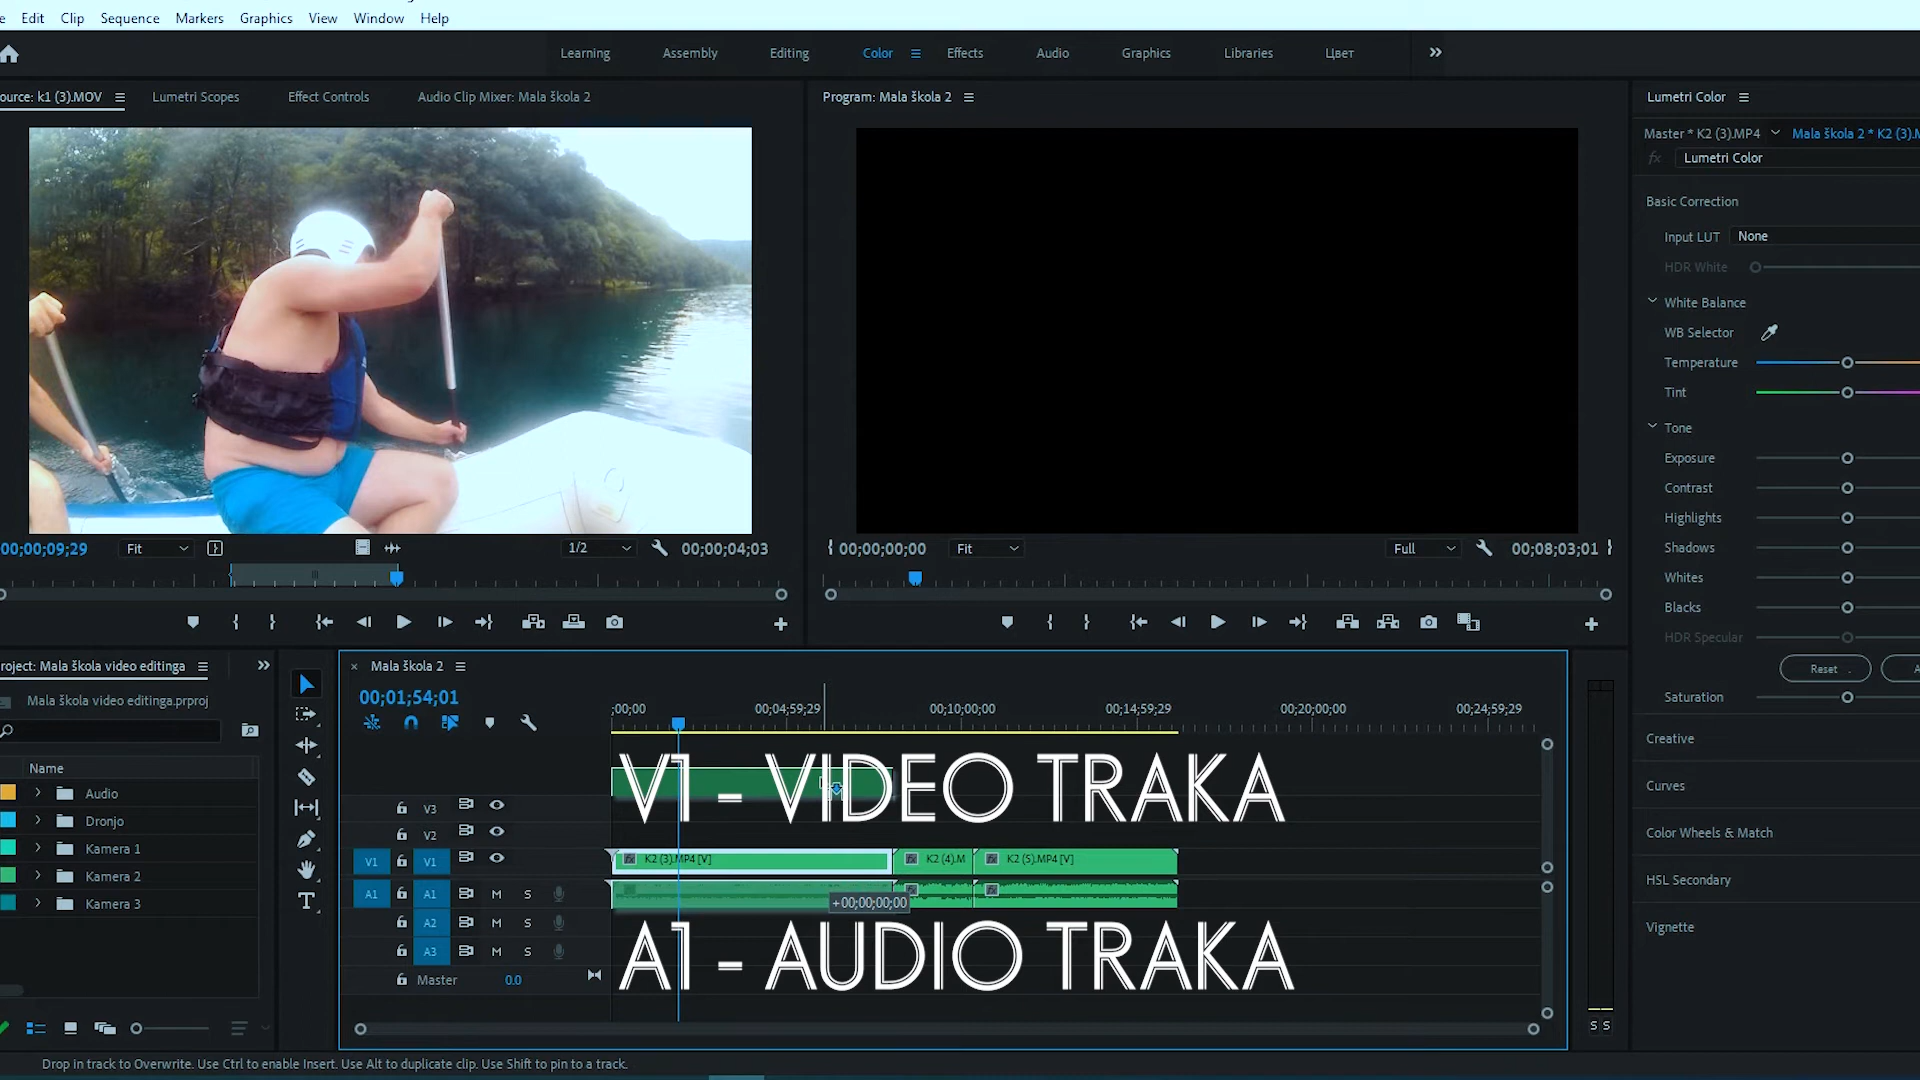 Edit Clip Sequence Markers Graphics View Window Help
Learning Assembly Editing Color Effects Audio Graphics Libraries Цвет
ource: k1 (3).MOV Lumetri Scopes Effect Controls Audio Clip Mixer: Mala škola 2
Program: Mala škola 2
Lumetri Color
Master * K2 (3).MP4 Mala škola 2 * K2 (3).M
fx Lumetri Color
Basic Correction
Input LUT None
HDR White
White Balance
WB Selector
Temperature
Tint
Tone
Exposure
Contrast
Highlights
Shadows
Whites
Blacks
HDR Specular
Reset A
Saturation
Creative
Curves
Color Wheels & Match
HSL Secondary
Vignette
00;00;09;29 Fit 1/2 00;00;04;03
00;00;00;00 Fit Full 00;08;03;01
roject: Mala škola video editinga
Mala škola video editinga.prproj
Name
Audio
Dronjo
Kamera 1
Kamera 2
Kamera 3
Mala škola 2
00;01;54;01
;00;00 00;04;59;29 00;10;00;00 00;14;59;29 00;20;00;00 00;24;59;29
V1 - VIDEO TRAKA
V3
V2
V1 V1 K2 (3).MP4 [V] K2 (4).M K2 (5).MP4 [V]
A1 A1 M S
+00;00;00;00
A2 M S
A3 M S
A1 - AUDIO TRAKA
Master 0.0
S S
Drop in track to Overwrite. Use Ctrl to enable Insert. Use Alt to duplicate clip. Use Shift to pin to a track.